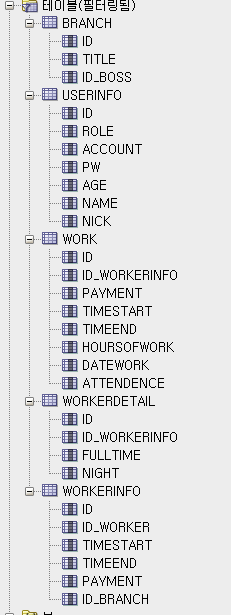 테이블(필터링됨)
BRANCH
ID
TITLE
ID_BOSS
USERINFO
ID
ROLE
ACCOUNT
PW
AGE
NAME
NICK
WORK
ID
ID_WORKERINFO
PAYMENT
TIMESTART
TIMEEND
HOURSOFWORK
DATEWORK
ATTENDENCE
WORKERDETAIL
ID
ID_WORKERINFO
FULLTIME
NIGHT
WORKERINFO
ID
ID_WORKER
TIMESTART
TIMEEND
PAYMENT
ID_BRANCH